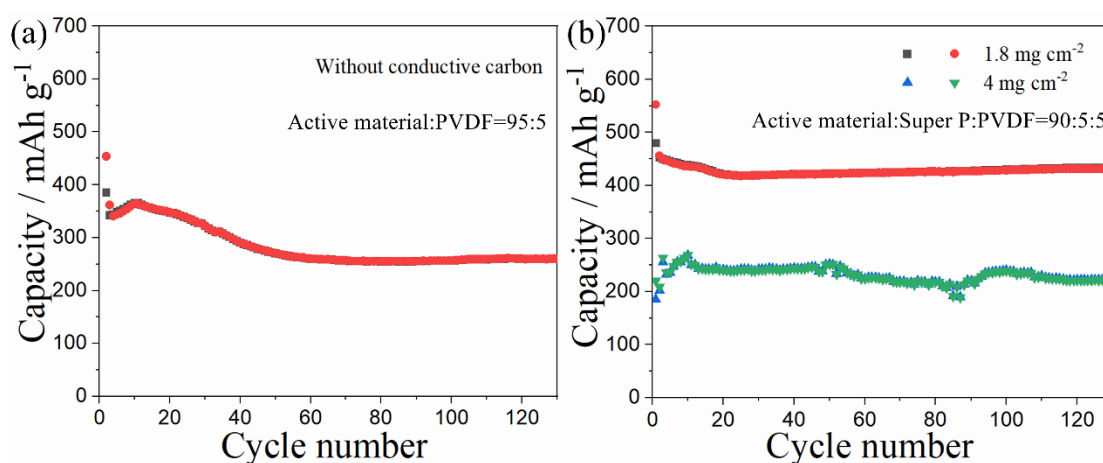 (a)
Capacity / mAh g⁻¹
700
600
500
400
300
200
100
0
Without conductive carbon
Active material:PVDF=95:5
0 20 40 60 80 100 120
Cycle number
(b)
Capacity / mAh g⁻¹
700
600
500
400
300
200
100
0
1.8 mg cm⁻²
4 mg cm⁻²
Active material:Super P:PVDF=90:5:5
0 20 40 60 80 100 120
Cycle number